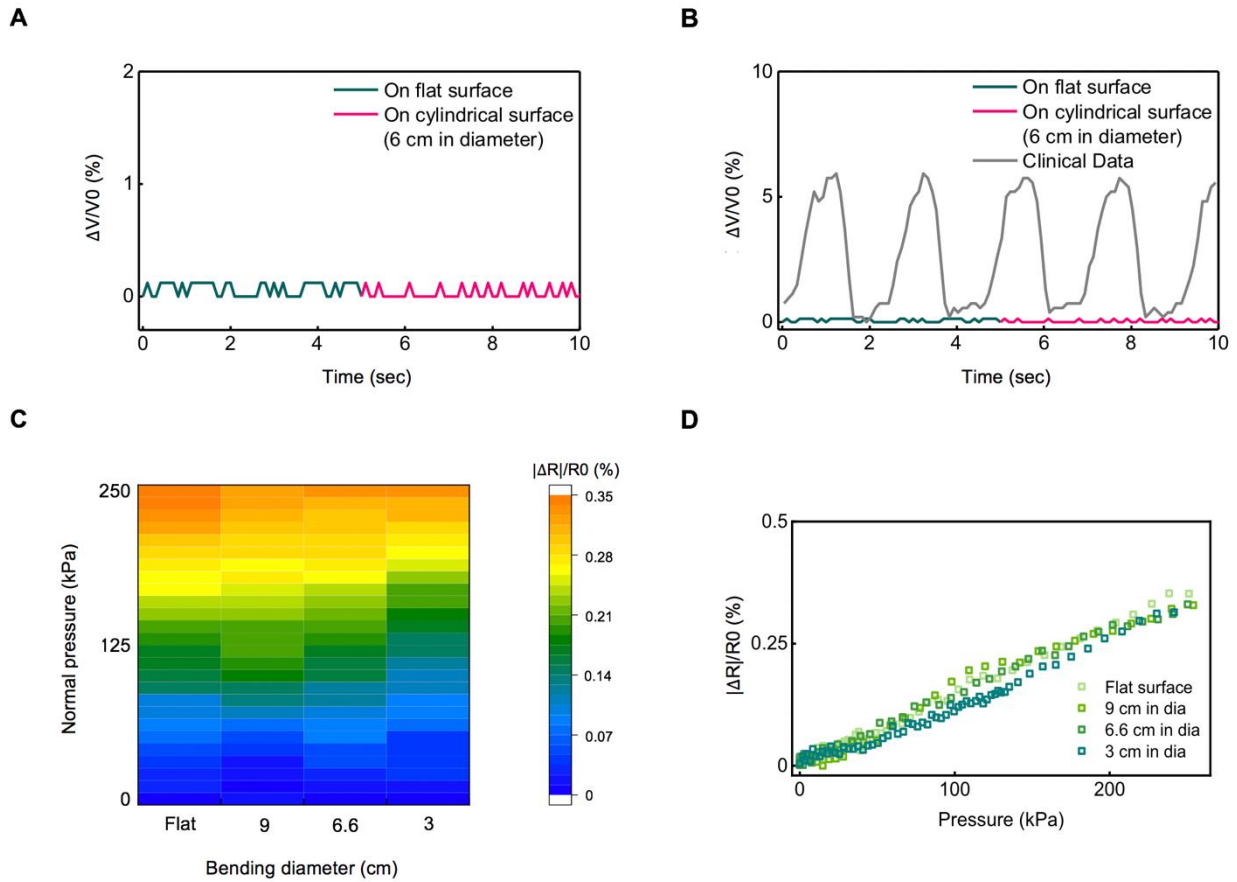 A
2
1
0
ΔV/V0 (%)
On flat surface
On cylindrical surface
(6 cm in diameter)
0 2 4 6 8 10
Time (sec)
B
10
5
0
ΔV/V0 (%)
On flat surface
On cylindrical surface
(6 cm in diameter)
Clinical Data
0 2 4 6 8 10
Time (sec)
C
250
125
0
Normal pressure (kPa)
Flat 9 6.6 3
Bending diameter (cm)
|ΔR|/R0 (%)
0.35
0.28
0.21
0.14
0.07
0
D
0.5
0.25
0
|ΔR|/R0 (%)
Flat surface
9 cm in dia
6.6 cm in dia
3 cm in dia
0 100 200
Pressure (kPa)